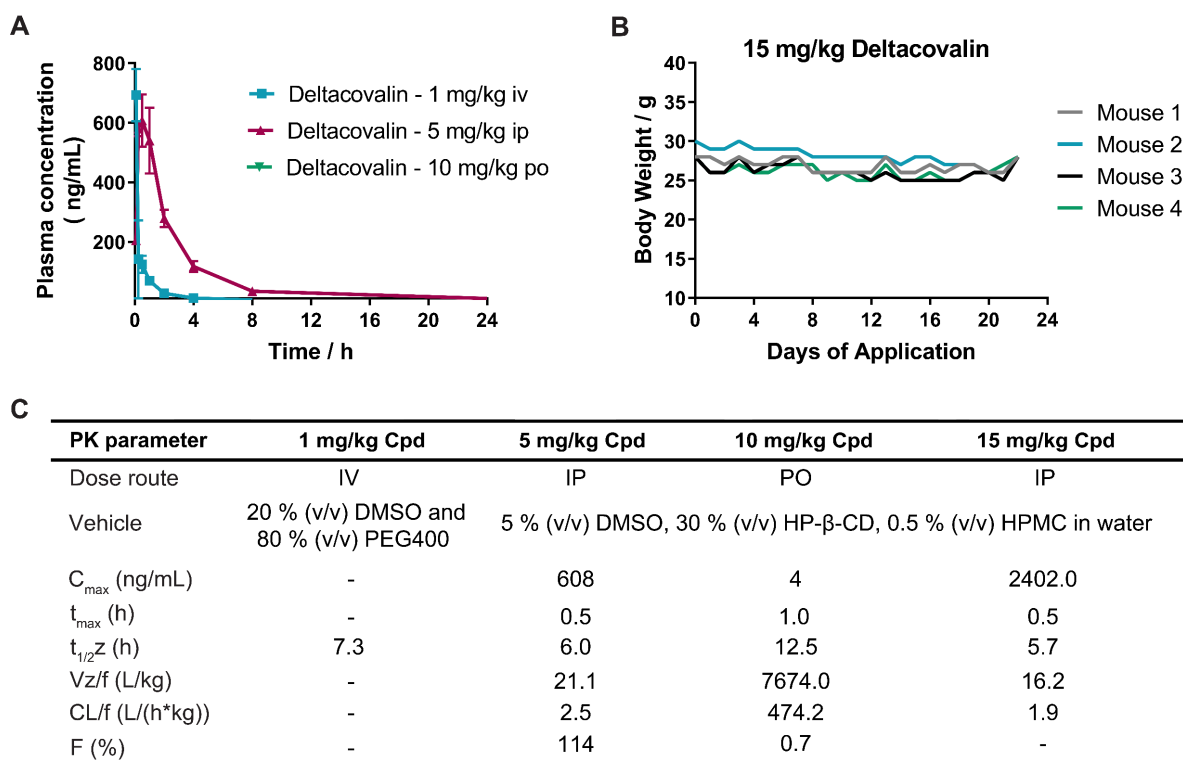 A
800
600
400
200
Plasma concentration
( ng/mL)
Deltacovalin - 1 mg/kg iv
Deltacovalin - 5 mg/kg ip
Deltacovalin - 10 mg/kg po
0 4 8 12 16 20 24
Time / h
B
15 mg/kg Deltacovalin
40
35
30
25
20
15
10
Body Weight / g
Mouse 1
Mouse 2
Mouse 3
Mouse 4
0 4 8 12 16 20 24
Days of Application
C
PK parameter 1 mg/kg Cpd 5 mg/kg Cpd 10 mg/kg Cpd 15 mg/kg Cpd
Dose route IV IP PO IP
Vehicle 20 % (v/v) DMSO and 5 % (v/v) DMSO, 30 % (v/v) HP-β-CD, 0.5 % (v/v) HPMC in water
80 % (v/v) PEG400
Cmax (ng/mL) - 608 4 2402.0
tmax (h) - 0.5 1.0 0.5
t1/2z (h) 7.3 6.0 12.5 5.7
Vz/f (L/kg) - 21.1 7674.0 16.2
CL/f (L/(h*kg)) - 2.5 474.2 1.9
F (%) - 114 0.7 -